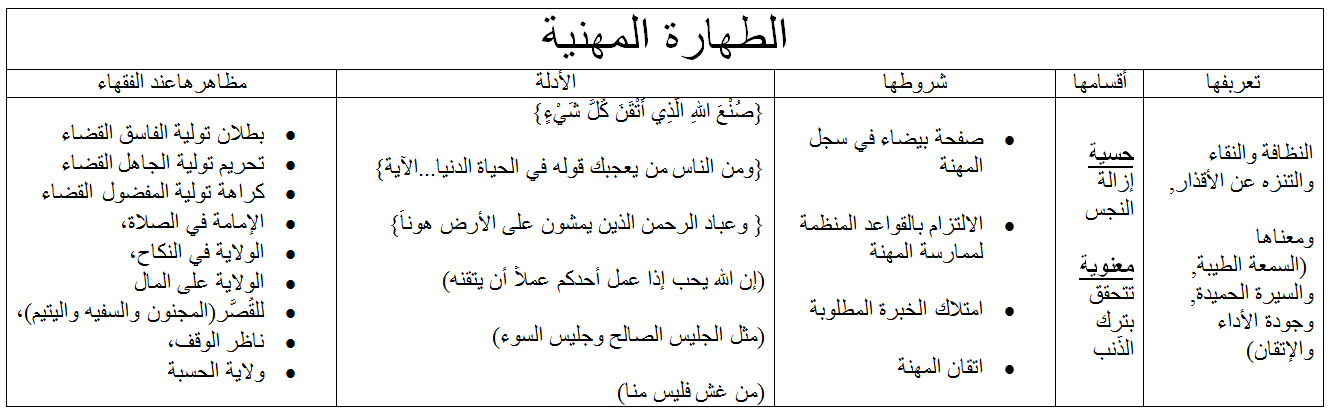 الطهارة المهنية
تعريفها
أقسامها
شروطها
الأدلة
مظاهرها عند الفقهاء
النظافة والنقاء
والتنزه عن الأقذار,
ومعناها
(السمعة الطيبة,
والسيرة الحميدة,
وجودة الأداء
والإتقان)
حسية
إزالة
النجس
معنوية
تتحقق
بترك
الذنب
• صفحة بيضاء في سجل
المهنة
• الالتزام بالقواعد المنظمة
لممارسة المهنة
• امتلاك الخبرة المطلوبة
• اتقان المهنة
{صُنْعَ اللهِ الَّذِي أَتْقَنَ كُلَّ شَيْءٍ}
{ومن الناس من يعجبك قوله في الحياة الدنيا...الآية}
{ وعباد الرحمن الذين يمشون على الأرض هوناً}
(إن الله يحب إذا عمل أحدكم عملاً أن يتقنه)
(مثل الجليس الصالح وجليس السوء)
(من غش فليس منا)
• بطلان تولية الفاسق القضاء
• تحريم تولية الجاهل القضاء
• كراهة تولية المفضول القضاء
• الإمامة في الصلاة،
• الولاية في النكاح،
• الولاية على المال
• للقُصَّر(المجنون والسفيه واليتيم)،
• ناظر الوقف،
• ولاية الحسبة